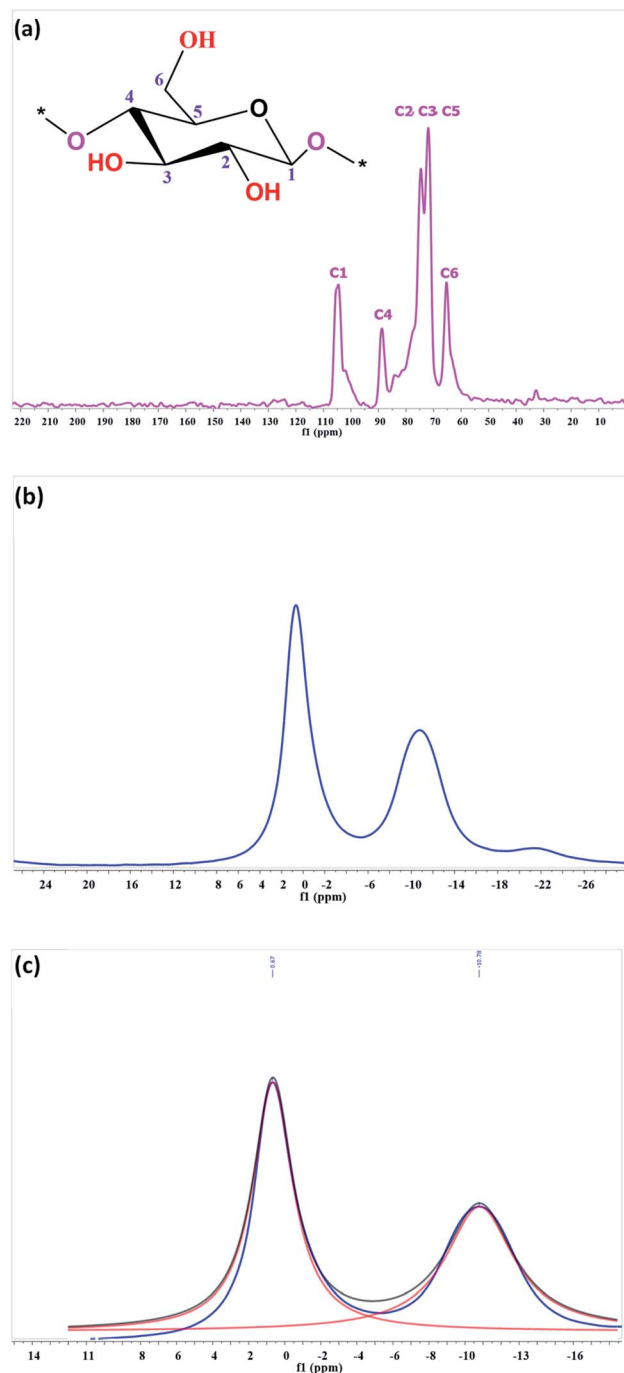 (a)
OH
6
4
5
O
*
O
HO
3
2
OH
1
O
*
C2, C3, C5
C1
C4
C6
220 210 200 190 180 170 160 150 140 130 120 110 100 90 80 70 60 50 40 30 20 10
f1 (ppm)
(b)
24 20 16 12 8 6 4 2 0 -2 -6 -10 -14 -18 -22 -26
f1 (ppm)
(c)
0.67
-10.78
14 11 8 6 4 2 0 -2 -4 -6 -8 -10 -13 -16
f1 (ppm)